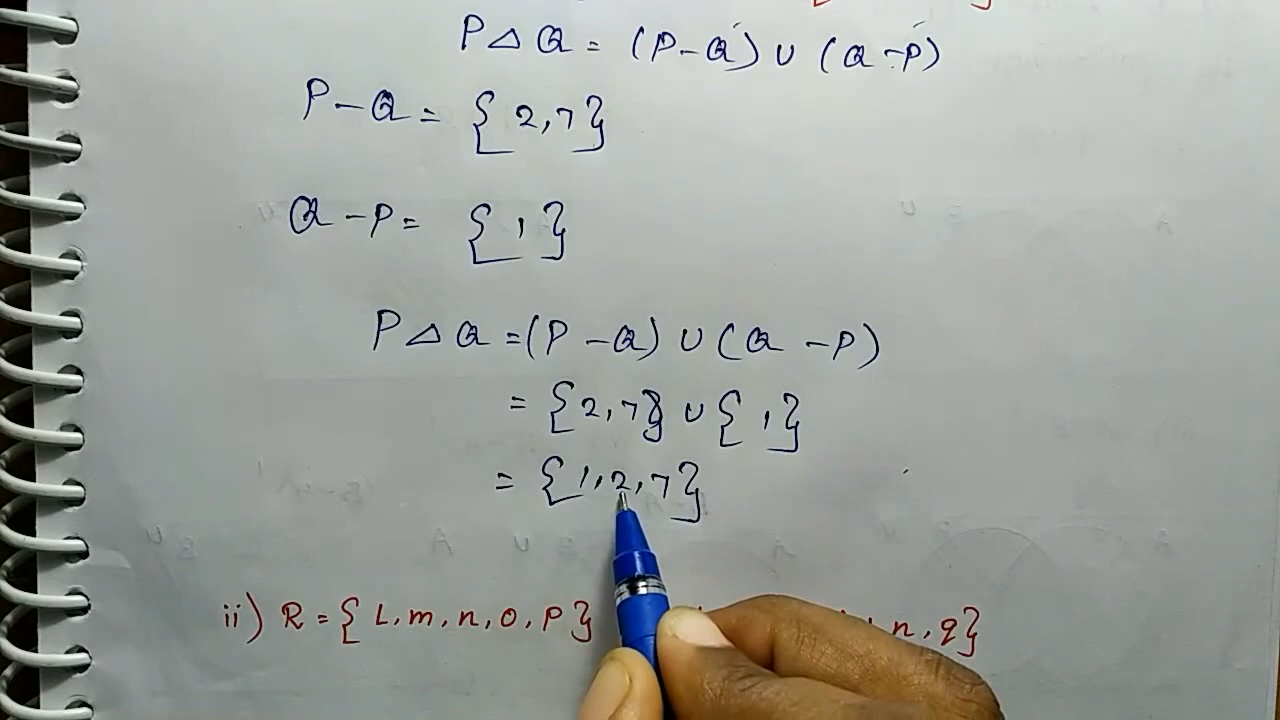 P △ Q = (P - Q) ∪ (Q - P)
P - Q = {2,7}
Q - P = {1}
P △ Q = (P - Q) ∪ (Q - P)
= {2,7} ∪ {1}
= {1,2,7}
ii) R = {L, m, n, o, p} , n, q}